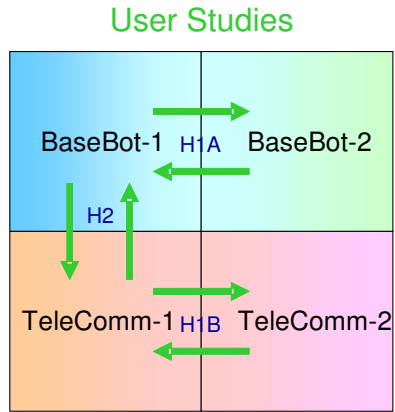 User Studies
BaseBot-1 H1A BaseBot-2
H2
TeleComm-1 H1B TeleComm-2